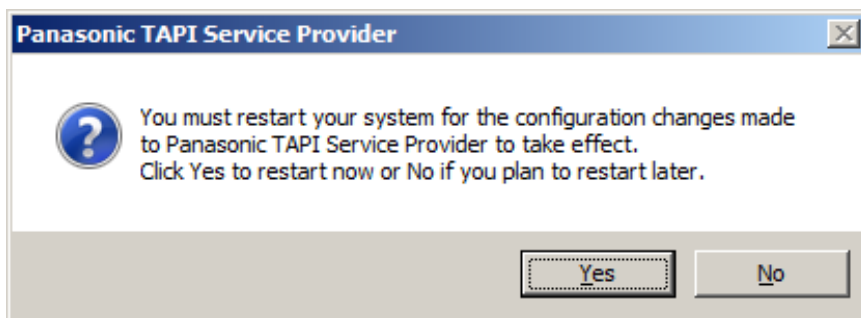 Panasonic TAPI Service Provider
You must restart your system for the configuration changes made
to Panasonic TAPI Service Provider to take effect.
Click Yes to restart now or No if you plan to restart later.
Yes
No